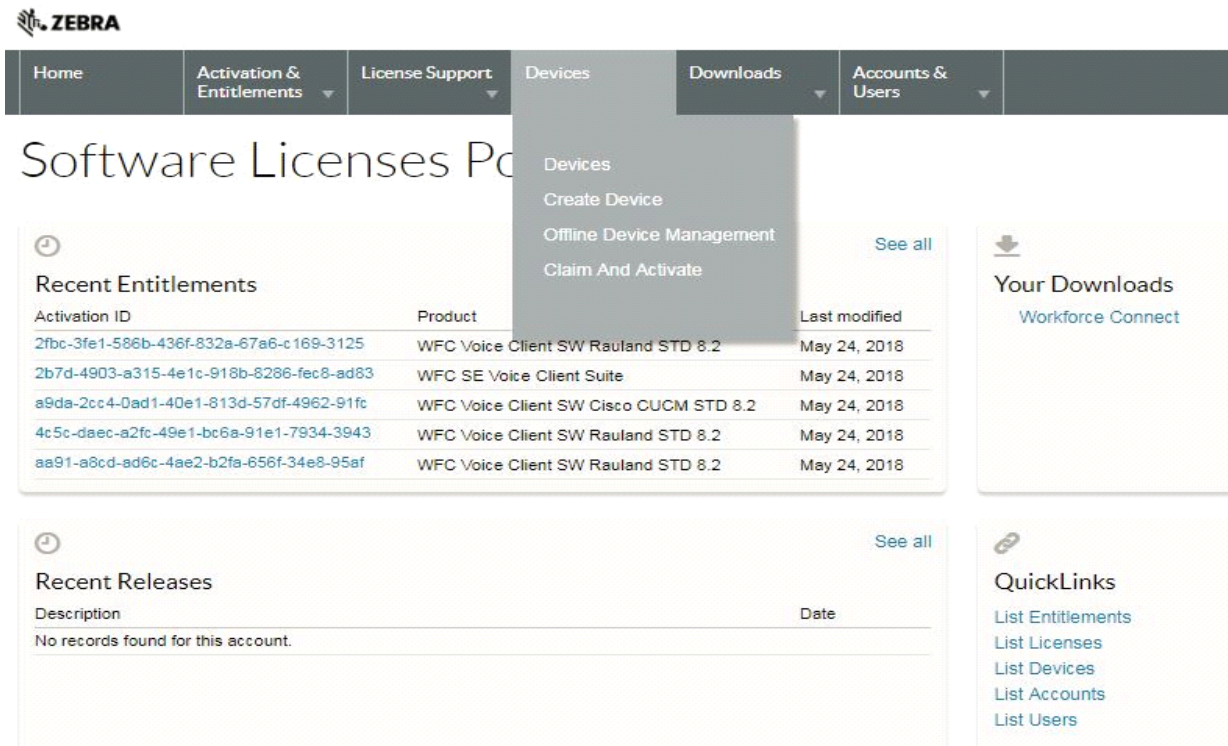 ZEBRA
Home
Activation & Entitlements
License Support
Devices
Downloads
Accounts & Users
Software Licenses Po
Devices
Create Device
Offline Device Management
Claim And Activate
See all
Recent Entitlements
Activation ID Product Last modified
2fbc-3fe1-586b-436f-832a-67a6-c169-3125 WFC Voice Client SW Rauland STD 8.2 May 24, 2018
2b7d-4903-a315-4e1c-918b-8286-fec8-ad83 WFC SE Voice Client Suite May 24, 2018
a9da-2cc4-0ad1-40e1-813d-57df-4962-91fc WFC Voice Client SW Cisco CUCM STD 8.2 May 24, 2018
4c5c-daec-a2fc-49e1-bc6a-91e1-7934-3943 WFC Voice Client SW Rauland STD 8.2 May 24, 2018
aa91-a8cd-ad6c-4ae2-b2fa-656f-34e8-95af WFC Voice Client SW Rauland STD 8.2 May 24, 2018
Your Downloads
Workforce Connect
See all
Recent Releases
Description Date
No records found for this account.
QuickLinks
List Entitlements
List Licenses
List Devices
List Accounts
List Users